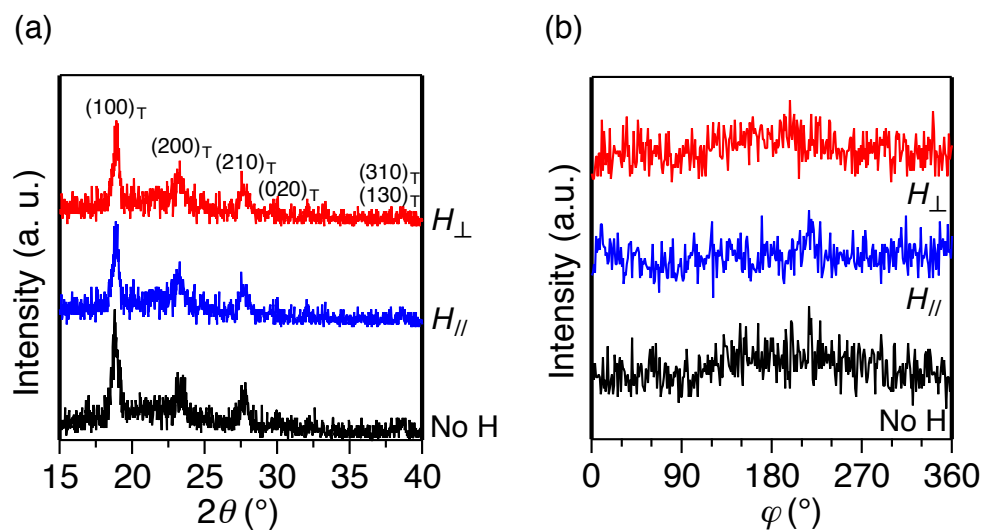 (a)
(b)
Intensity (a. u.)
(100)T
(200)T
(210)T
(020)T
(310)T
(130)T
H⊥
H//
No H
15 20 25 30 35 40
2θ (°)
Intensity (a.u.)
H⊥
H//
No H
0 90 180 270 360
φ (°)